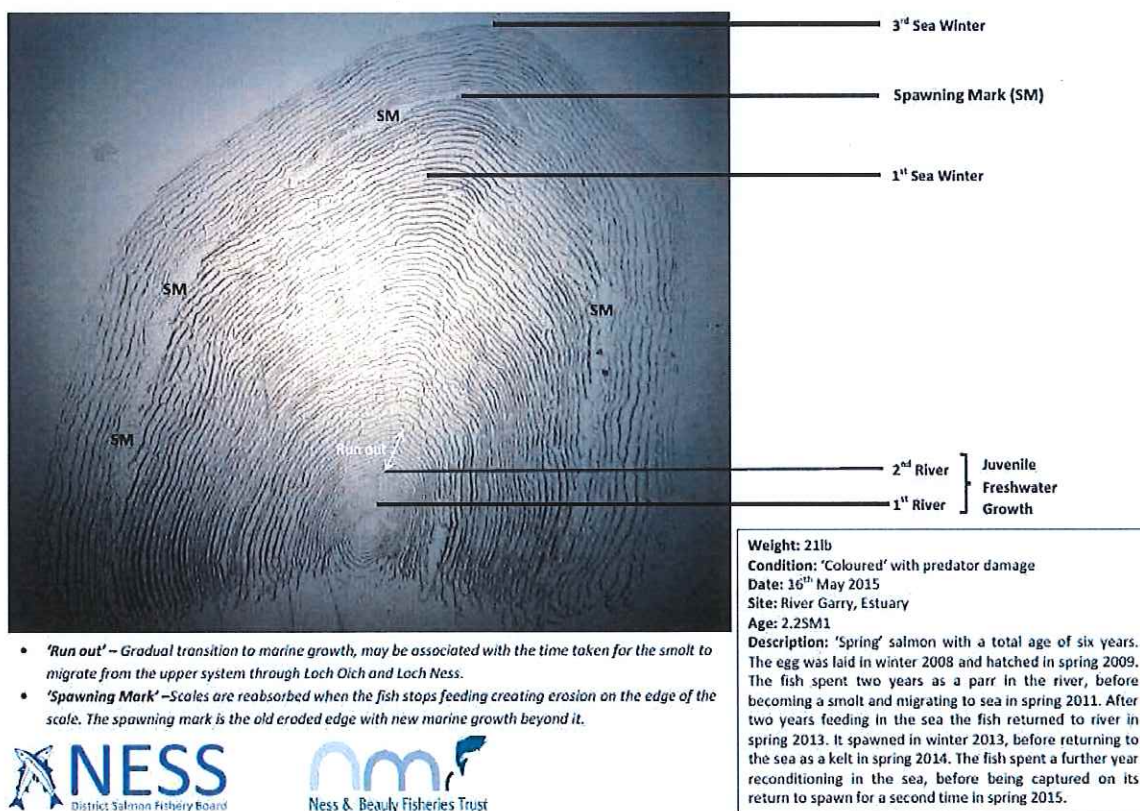 3rd Sea Winter
Spawning Mark (SM)
SM
1st Sea Winter
SM
SM
SM
Run out
2nd River
1st River
Juvenile
Freshwater
Growth
• 'Run out' – Gradual transition to marine growth, may be associated with the time taken for the smolt to
migrate from the upper system through Loch Oich and Loch Ness.
• 'Spawning Mark' –Scales are reabsorbed when the fish stops feeding creating erosion on the edge of the
scale. The spawning mark is the old eroded edge with new marine growth beyond it.
NESS
District Salmon Fishery Board
nmf
Ness & Beauly Fisheries Trust
Weight: 21lb
Condition: 'Coloured' with predator damage
Date: 16th May 2015
Site: River Garry, Estuary
Age: 2.2SM1
Description: 'Spring' salmon with a total age of six years.
The egg was laid in winter 2008 and hatched in spring 2009.
The fish spent two years as a parr in the river, before
becoming a smolt and migrating to sea in spring 2011. After
two years feeding in the sea the fish returned to river in
spring 2013. It spawned in winter 2013, before returning to
the sea as a kelt in spring 2014. The fish spent a further year
reconditioning in the sea, before being captured on its
return to spawn for a second time in spring 2015.